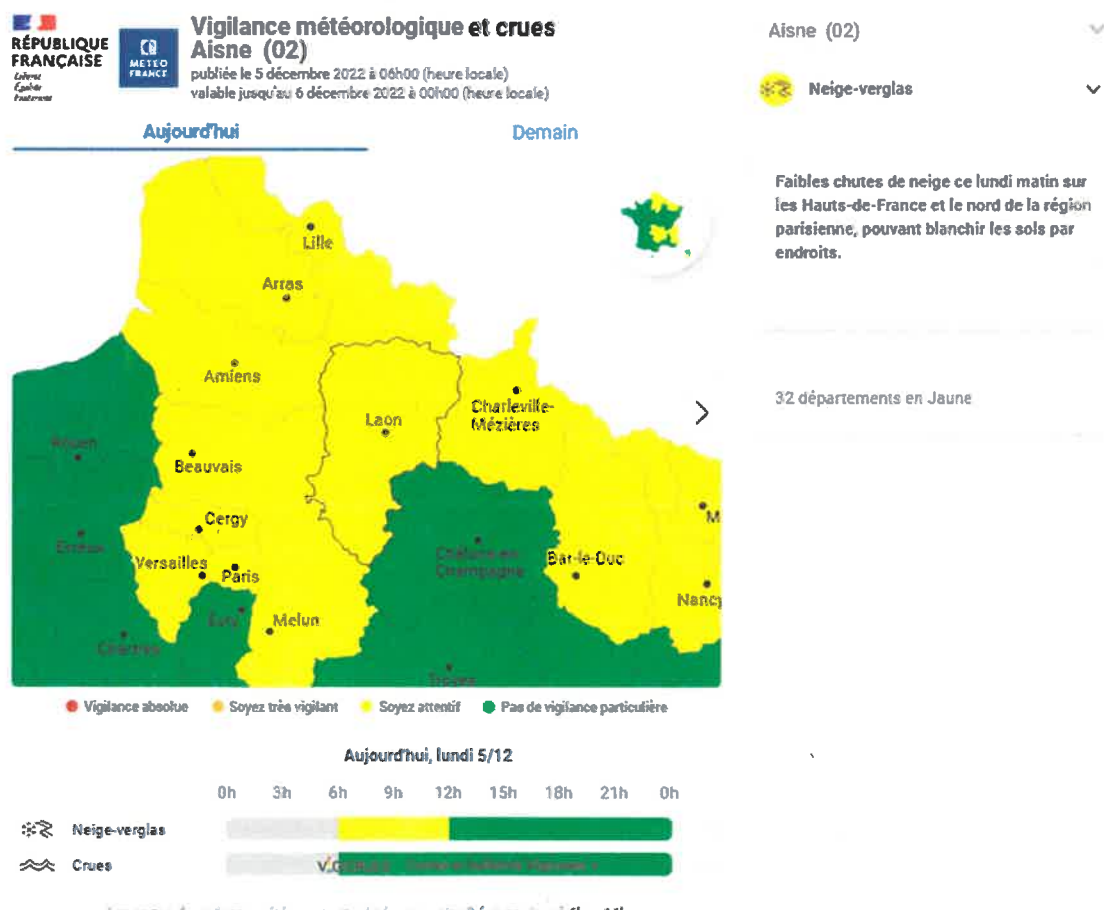 RÉPUBLIQUE
FRANÇAISE
Liberté
Égalité
Fraternité
METEO
FRANCE
Vigilance météorologique et crues
Aisne (02)
publiée le 5 décembre 2022 à 06h00 (heure locale)
valable jusqu'au 6 décembre 2022 à 00h00 (heure locale)
Aujourd'hui
Demain
Lille
Arras
Amiens
Laon
Charleville-
Mézières
Rouen
Beauvais
Cergy
M
Evreux
Versailles
Paris
Châlons-en-
Champagne
Bar-le-Duc
Nancy
Evry
Melun
Chartres
Troyes
Vigilance absolue
Soyez très vigilant
Soyez attentif
Pas de vigilance particulière
Aujourd'hui, lundi 5/12
0h 3h 6h 9h 12h 15h 18h 21h 0h
Neige-verglas
Crues
Aisne (02)
Neige-verglas
Faibles chutes de neige ce lundi matin sur
les Hauts-de-France et le nord de la région
parisienne, pouvant blanchir les sols par
endroits.
32 départements en Jaune